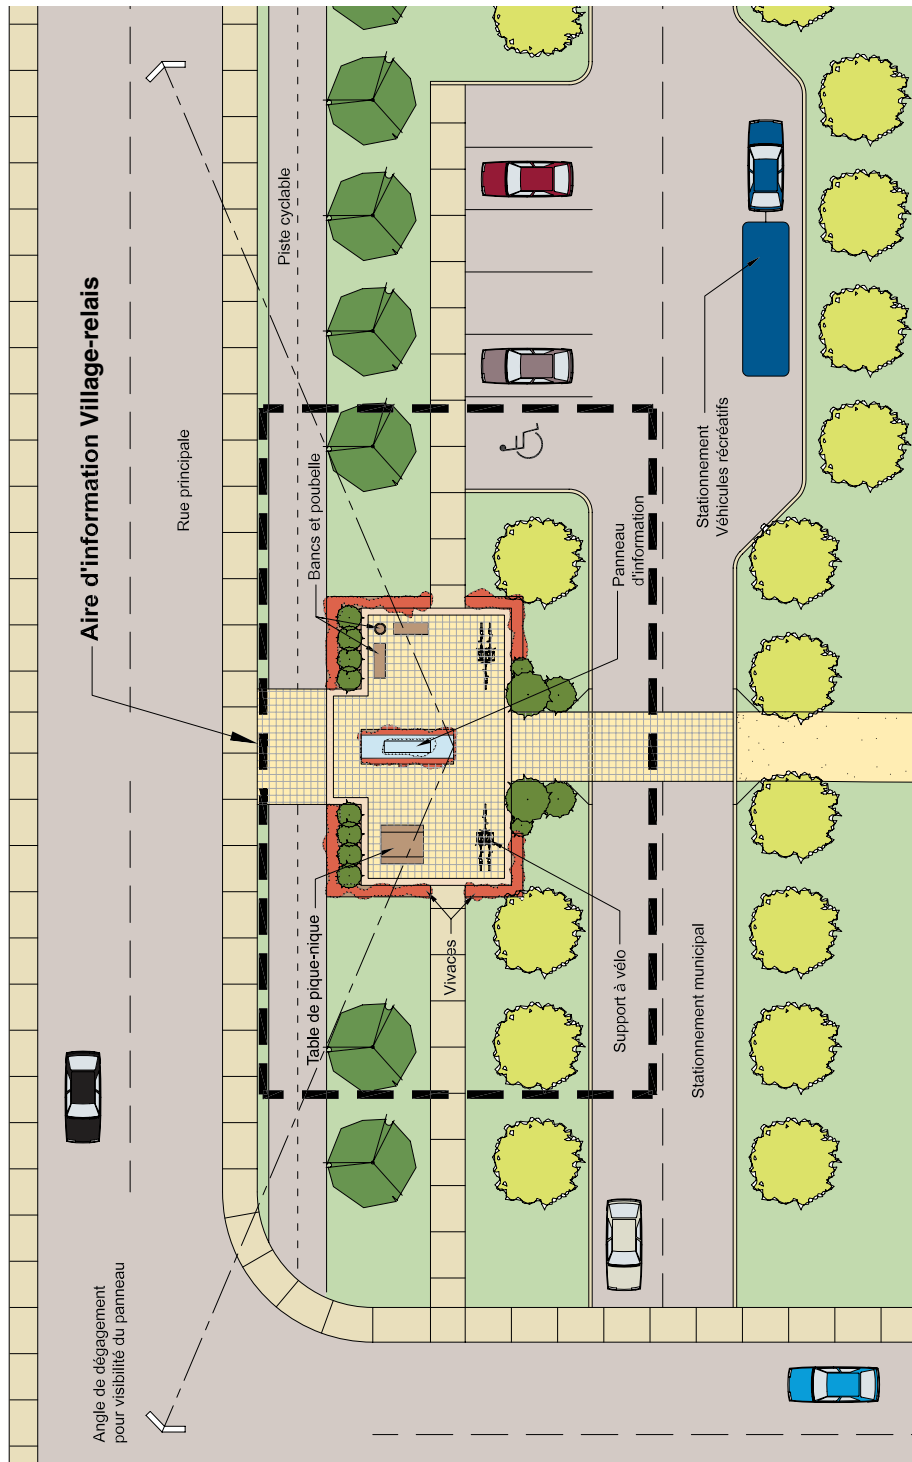 Aire d'information Village-relais
Rue principale
Piste cyclable
Bancs et poubelle
Stationnement
Véhicules récréatifs
Panneau
d'information
Table de pique-nique
Vivaces
Support à vélo
Stationnement municipal
Angle de dégagement
pour visibilité du panneau